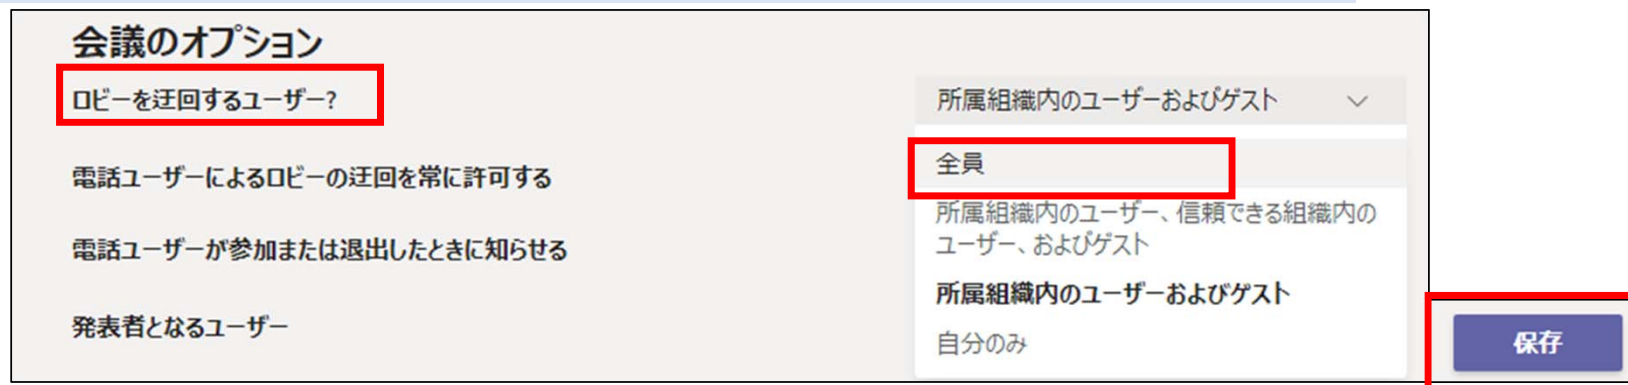 会議のオプション
ロビーを迂回するユーザー?
所属組織内のユーザーおよびゲスト
全員
電話ユーザーによるロビーの迂回を常に許可する
所属組織内のユーザー、信頼できる組織内の
ユーザー、およびゲスト
電話ユーザーが参加または退出したときに知らせる
所属組織内のユーザーおよびゲスト
発表者となるユーザー
自分のみ
保存